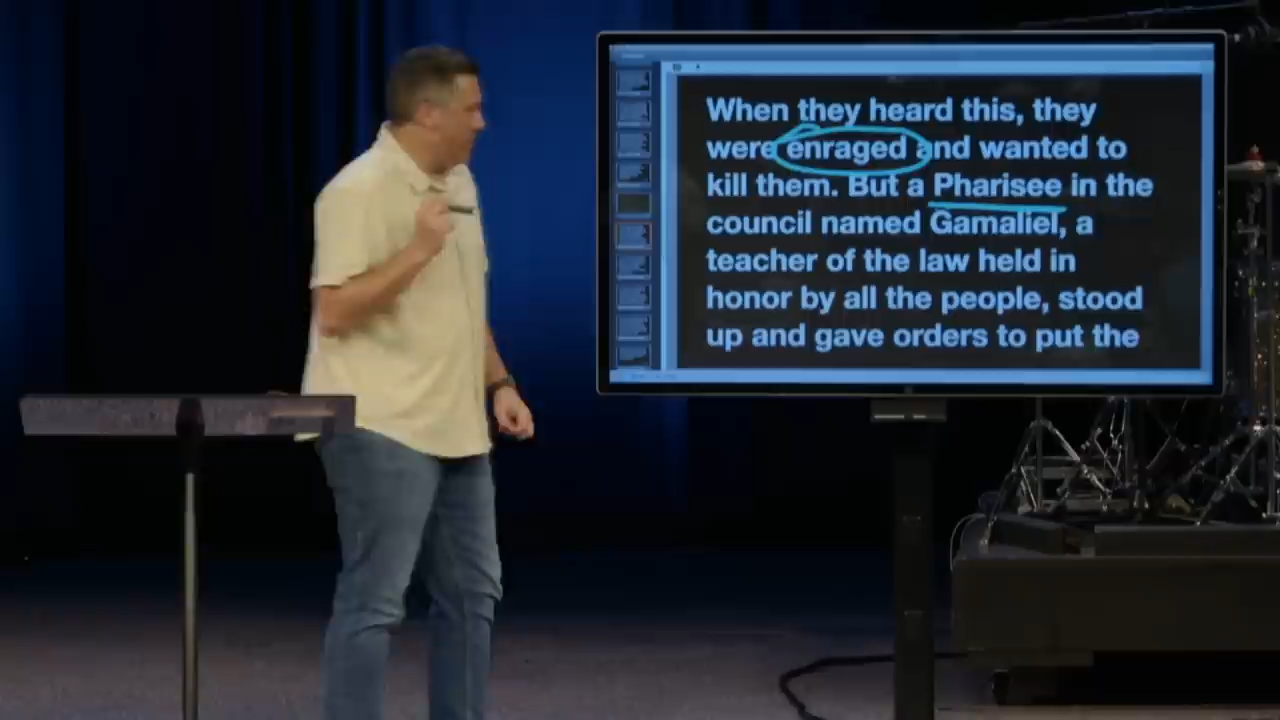 When they heard this, they
were enraged and wanted to
kill them. But a Pharisee in the
council named Gamaliel, a
teacher of the law held in
honor by all the people, stood
up and gave orders to put the